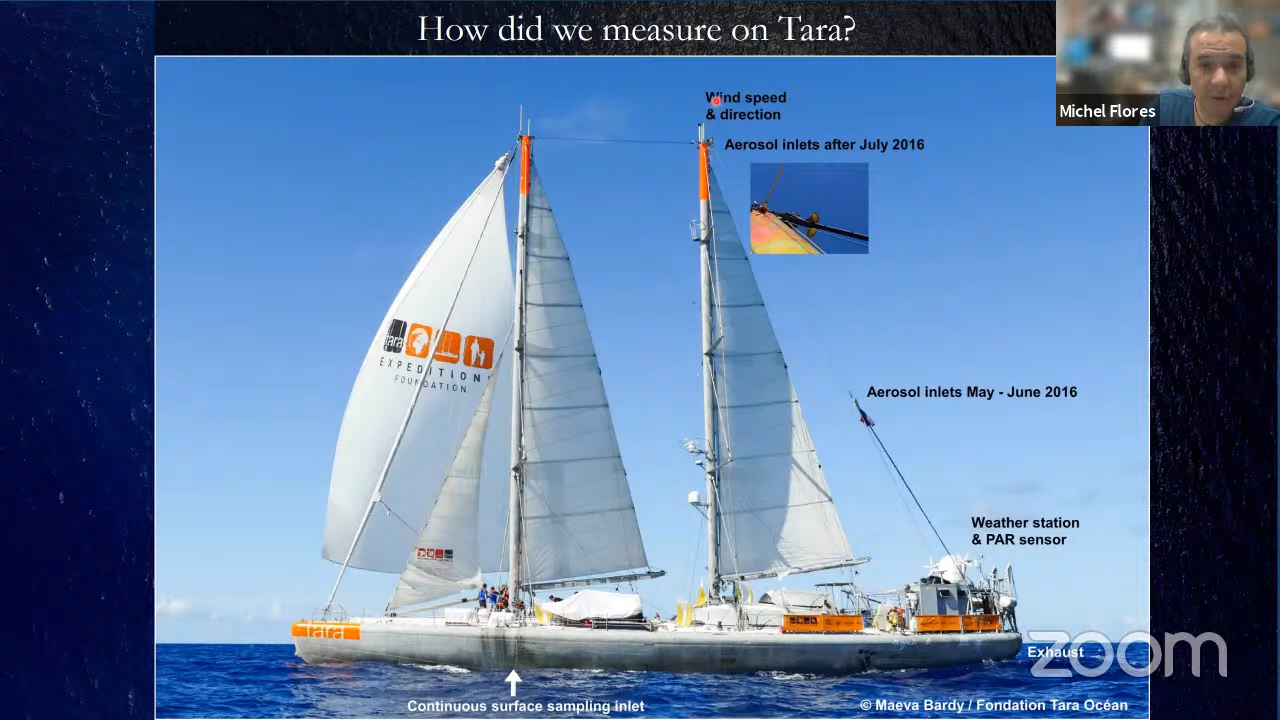 How did we measure on Tara?
Michel Flores
Wind speed
& direction
Aerosol inlets after July 2016
tara
EXPEDITIONS
FOUNDATION
Aerosol inlets May - June 2016
Weather station
& PAR sensor
tara
Exhaust
zoom
Continuous surface sampling inlet
© Maeva Bardy / Fondation Tara Océan